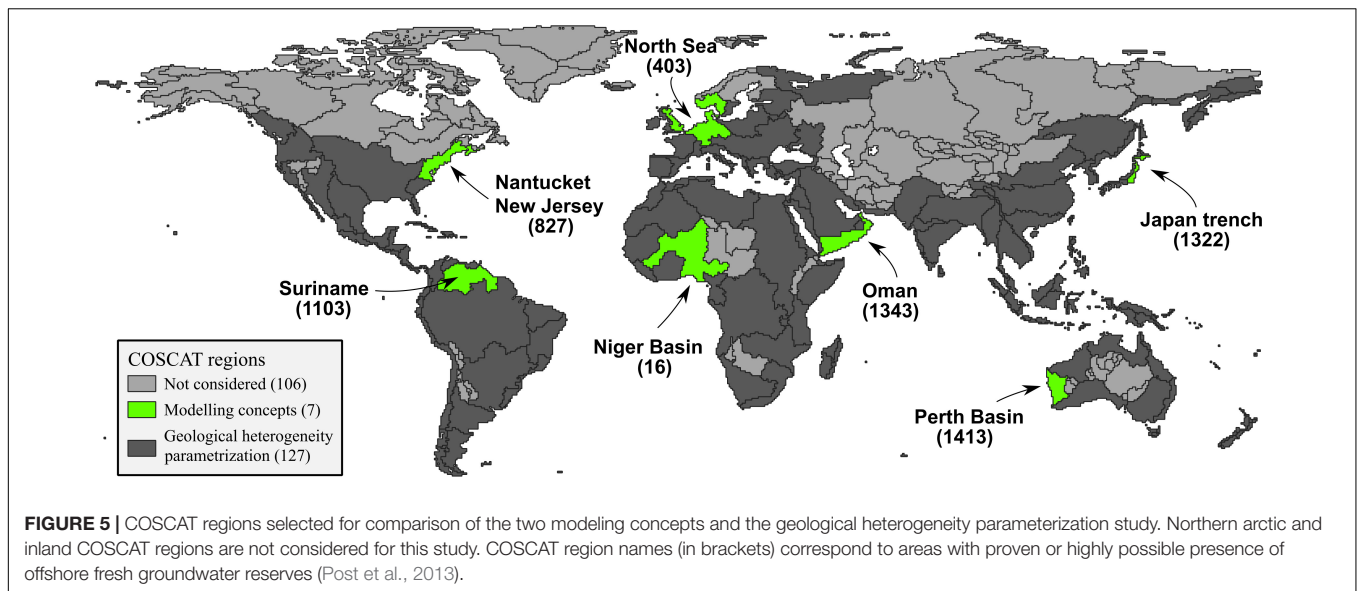 North Sea
(403)
Nantucket
New Jersey
(827)
Japan trench
(1322)
Suriname
(1103)
Oman
(1343)
Niger Basin
(16)
Perth Basin
(1413)
COSCAT regions
Not considered (106)
Modelling concepts (7)
Geological heterogeneity
parametrization (127)
FIGURE 5 | COSCAT regions selected for comparison of the two modeling concepts and the geological heterogeneity parameterization study. Northern arctic and
inland COSCAT regions are not considered for this study. COSCAT region names (in brackets) correspond to areas with proven or highly possible presence of
offshore fresh groundwater reserves (Post et al., 2013).